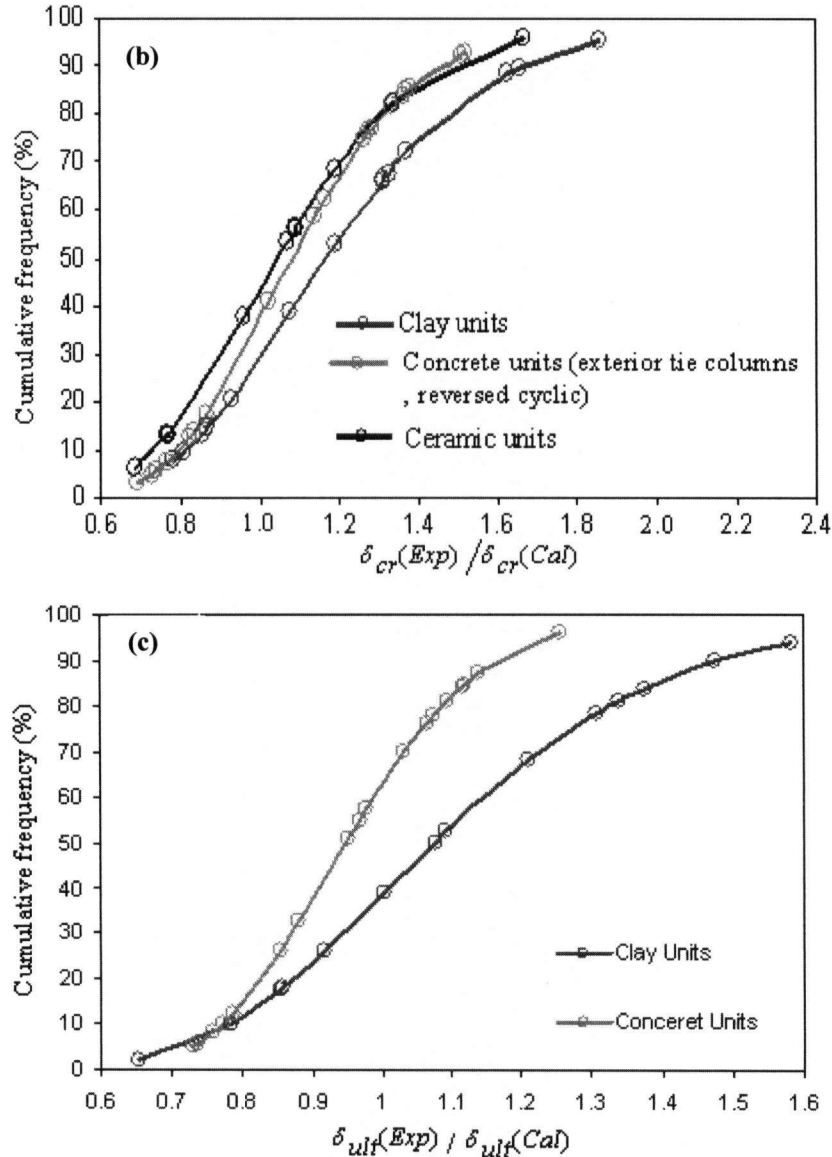 (b)
Cumulative frequency (%)
100
90
80
70
60
50
40
30
20
10
0
Clay units
Concrete units (exterior tie columns
, reversed cyclic)
Ceramic units
0.6 0.8 1.0 1.2 1.4 1.6 1.8 2.0 2.2 2.4
δcr(Exp) / δcr(Cal)
(c)
Cumulative frequency (%)
100
90
80
70
60
50
40
30
20
10
0
Clay Units
Conceret Units
0.6 0.7 0.8 0.9 1 1.1 1.2 1.3 1.4 1.5 1.6
δult(Exp) / δult(Cal)